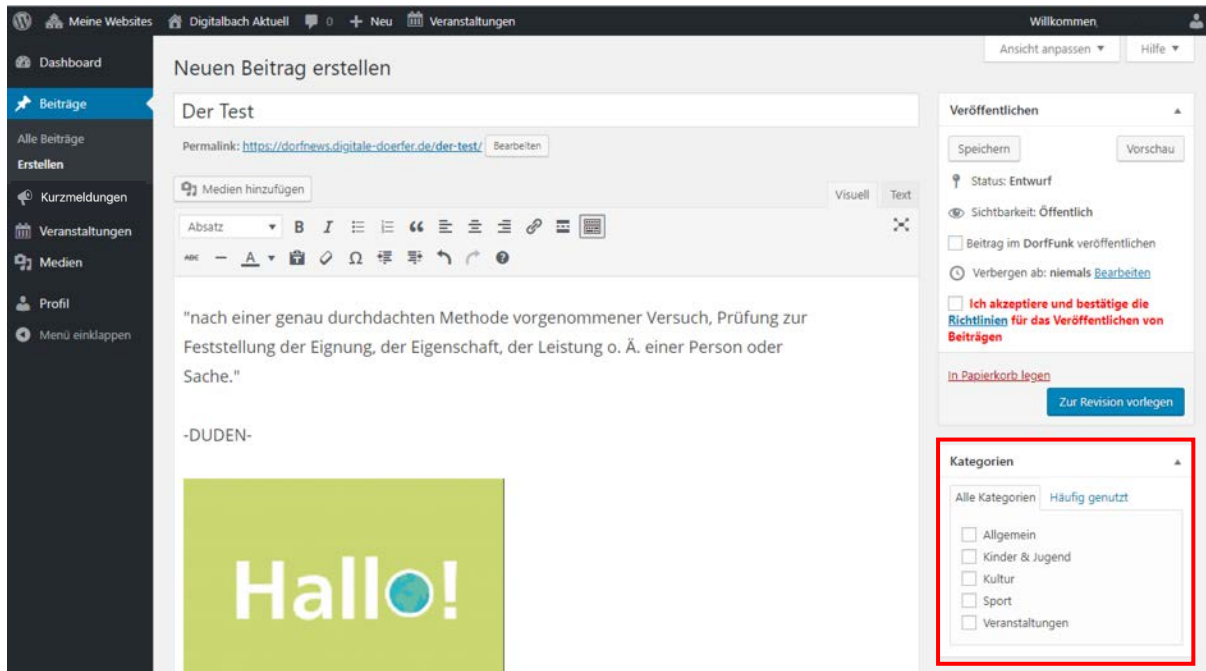 Meine Websites Digitalbach Aktuell 0 + Neu Veranstaltungen Willkommen,
Ansicht anpassen ▼ Hilfe ▼
Dashboard
Beiträge
Alle Beiträge
Erstellen
Kurzmeldungen
Veranstaltungen
Medien
Profil
Menü einklappen
Neuen Beitrag erstellen
Der Test
Permalink: https://dorfnews.digitale-doerfer.de/der-test/ Bearbeiten
Medien hinzufügen
Visuell Text
Absatz
"nach einer genau durchdachten Methode vorgenommener Versuch, Prüfung zur
Feststellung der Eignung, der Eigenschaft, der Leistung o. Ä. einer Person oder
Sache."
-DUDEN-
Hallo!
Veröffentlichen
Speichern Vorschau
Status: Entwurf
Sichtbarkeit: Öffentlich
Beitrag im DorfFunk veröffentlichen
Verbergen ab: niemals Bearbeiten
Ich akzeptiere und bestätige die
Richtlinien für das Veröffentlichen von
Beiträgen
In Papierkorb legen
Zur Revision vorlegen
Kategorien
Alle Kategorien Häufig genutzt
Allgemein
Kinder & Jugend
Kultur
Sport
Veranstaltungen